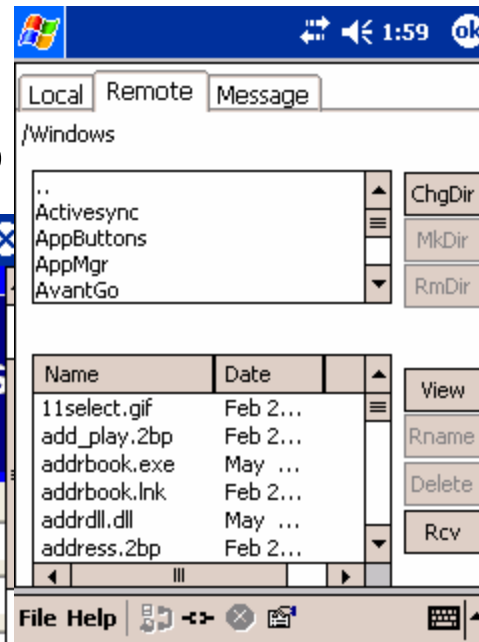 1:59 ok
Local Remote Message
/Windows
..
Activesync
AppButtons
AppMgr
AvantGo
ChgDir
MkDir
RmDir
Name Date
11select.gif Feb 2...
add_play.2bp Feb 2...
addrbook.exe May ...
addrbook.lnk Feb 2...
addrdll.dll May ...
address.2bp Feb 2...
View
Rname
Delete
Rcv
File Help